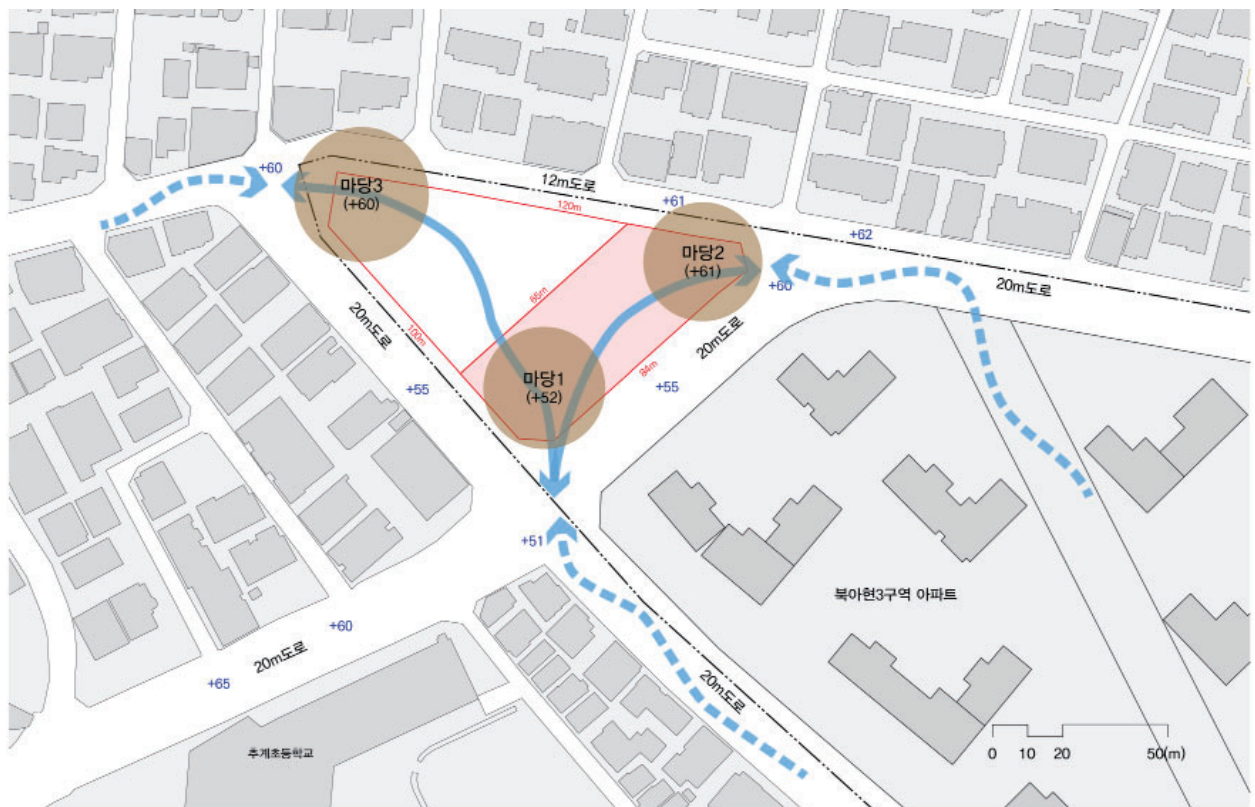 +60
마당3
(+60)
12m도로
+61
120m
+62
마당2
(+61)
+60
20m도로
65m
20m도로
100m
20m도로
84m
마당1
(+52)
+55
+55
+51
북아현3구역 아파트
+60
20m도로
+65
20m도로
추계초등학교
0 10 20 50(m)